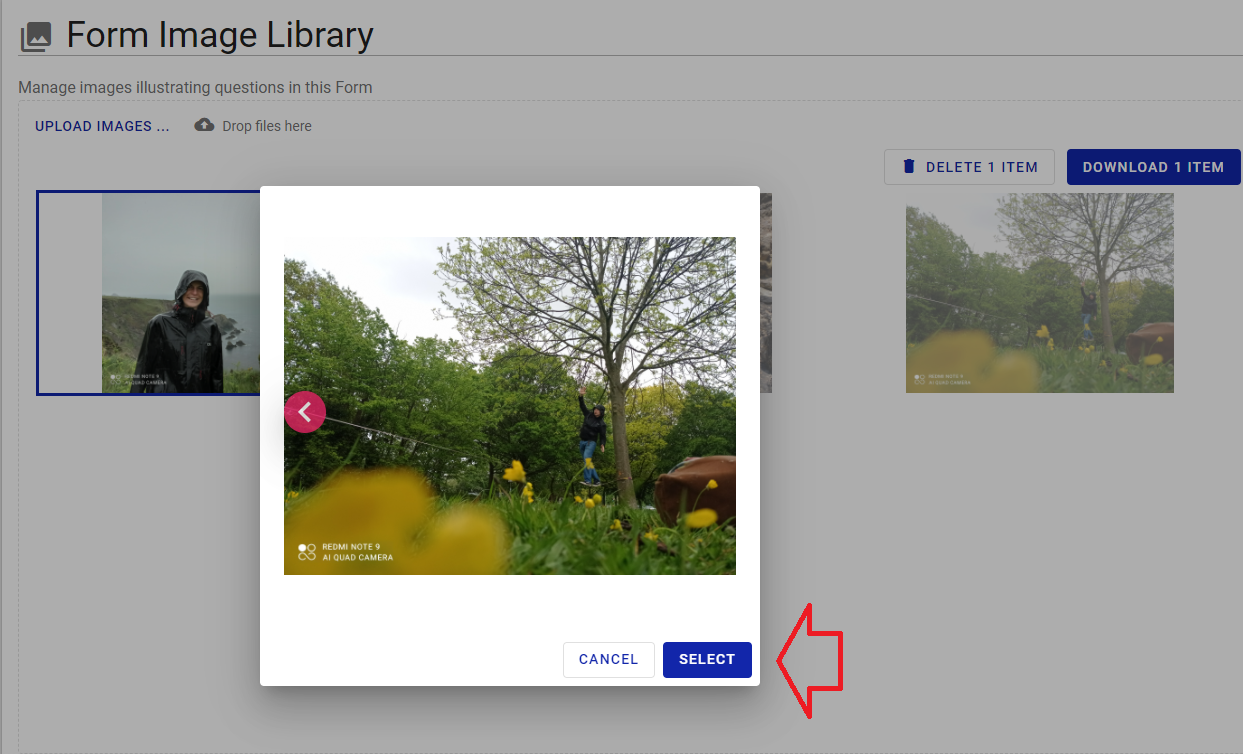 Form Image Library
Manage images illustrating questions in this Form
UPLOAD IMAGES ...
Drop files here
DELETE 1 ITEM
DOWNLOAD 1 ITEM
REDMI NOTE 9
AI QUAD CAMERA
REDMI NOTE 9
AI QUAD CAMERA
REDMI NOTE 9
AI QUAD CAMERA
CANCEL
SELECT